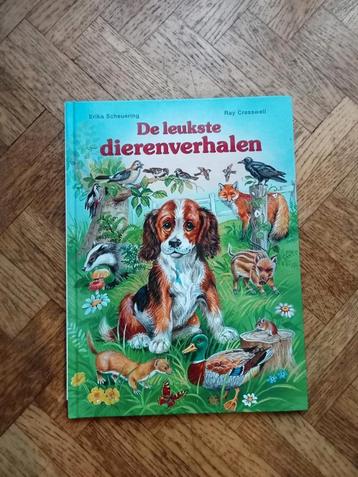 Erika Scheuering
Ray Cresswell
De leukste
dierenverhalen